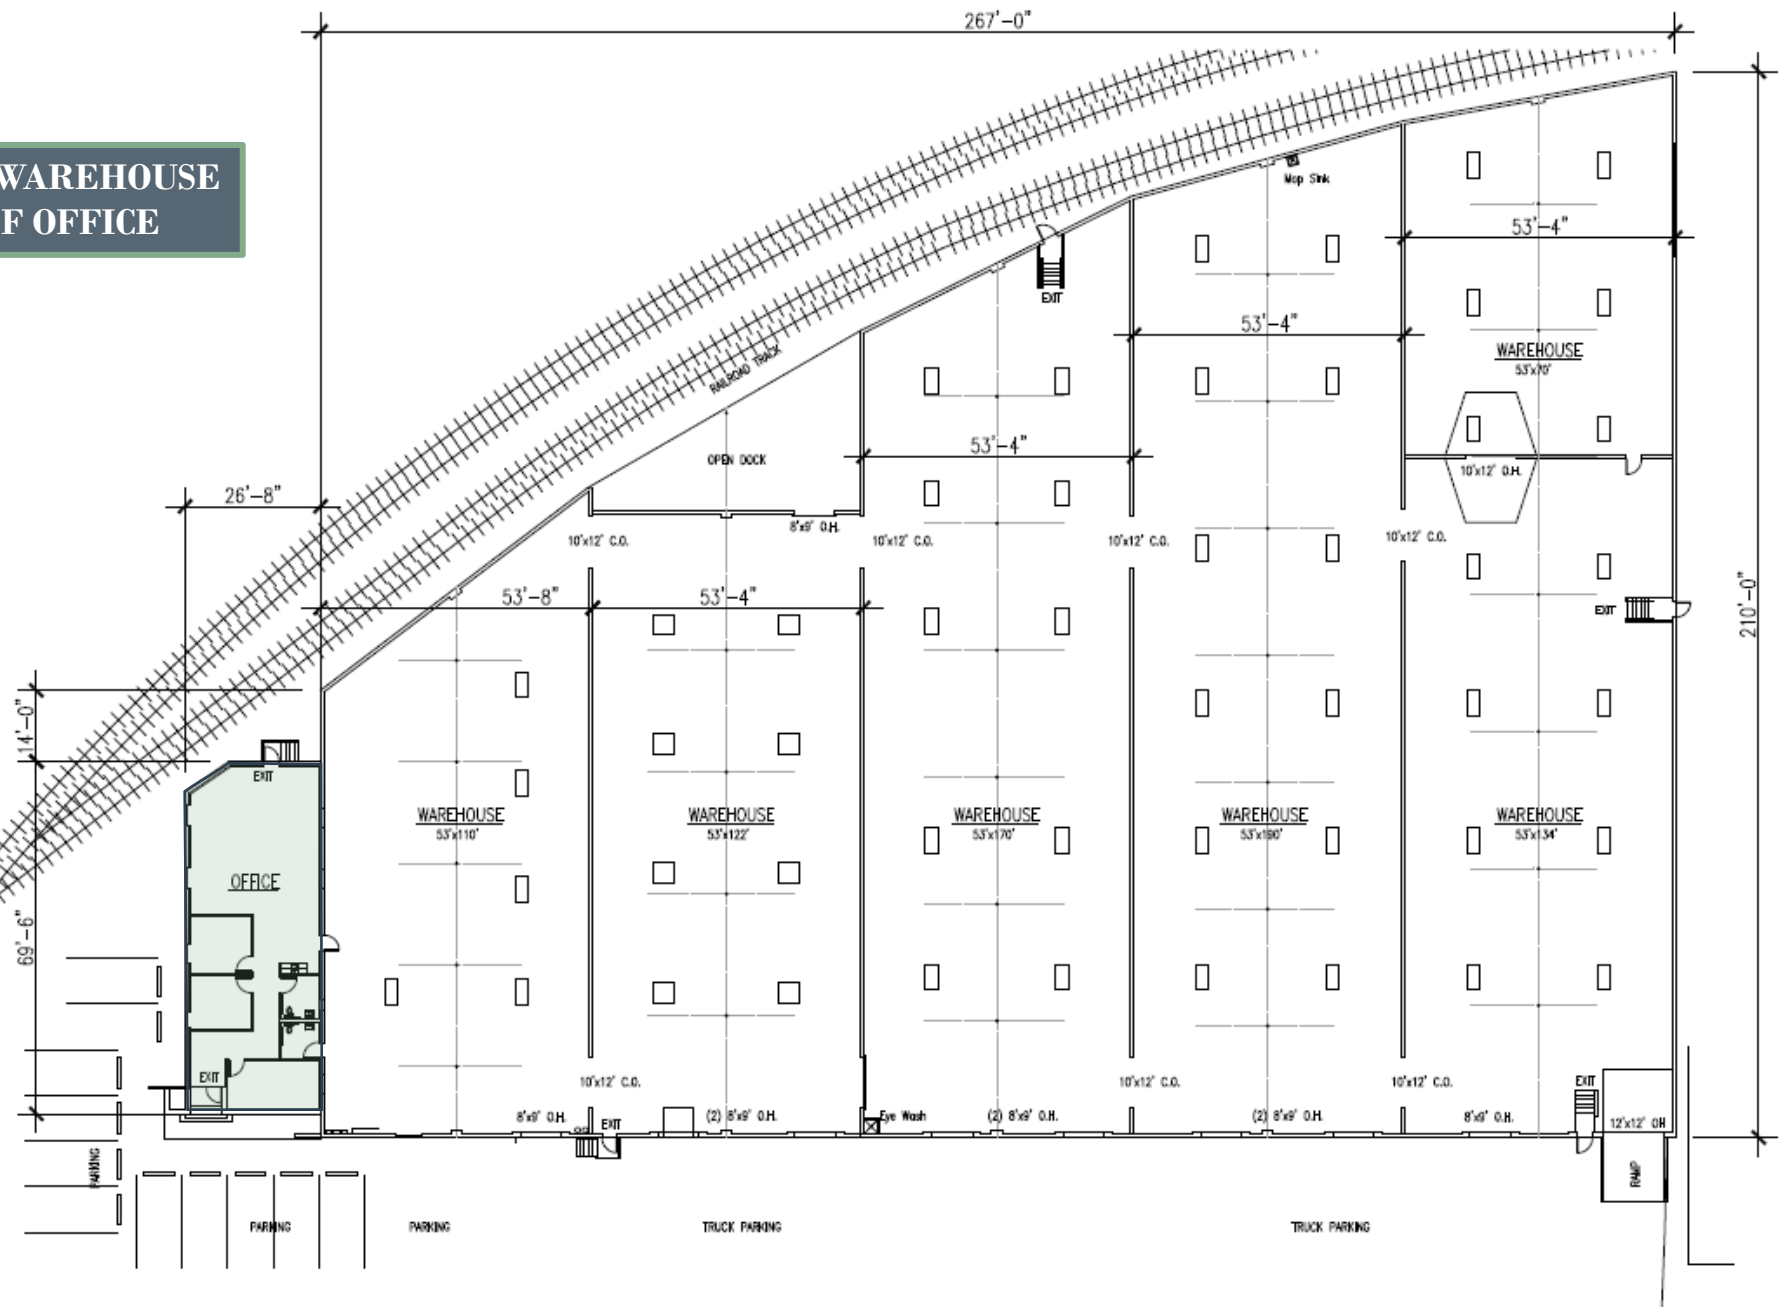 267'-0"
WAREHOUSE
F OFFICE
Mop Sink
53'-4"
EXIT
53'-4"
WAREHOUSE
53'x70'
RAILROAD TRACK
53'-4"
OPEN DOCK
10'x12' O.H.
26'-8"
8'x9' O.H.
10'x12' C.O.
10'x12' C.O.
10'x12' C.O.
10'x12' C.O.
53'-8"
53'-4"
EXIT
210'-0"
14'-0"
EXIT
WAREHOUSE
53'x110'
WAREHOUSE
53'x122'
WAREHOUSE
53'x170'
WAREHOUSE
53'x190'
WAREHOUSE
53'x134'
OFFICE
69'-6"
EXIT
10'x12' C.O.
10'x12' C.O.
10'x12' C.O.
EXIT
8'x9' O.H.
EXIT
(2) 8'x9' O.H.
Eye Wash
(2) 8'x9' O.H.
(2) 8'x9' O.H.
8'x9' O.H.
12'x12' OH
RAMP
PARKING
PARKING
PARKING
TRUCK PARKING
TRUCK PARKING